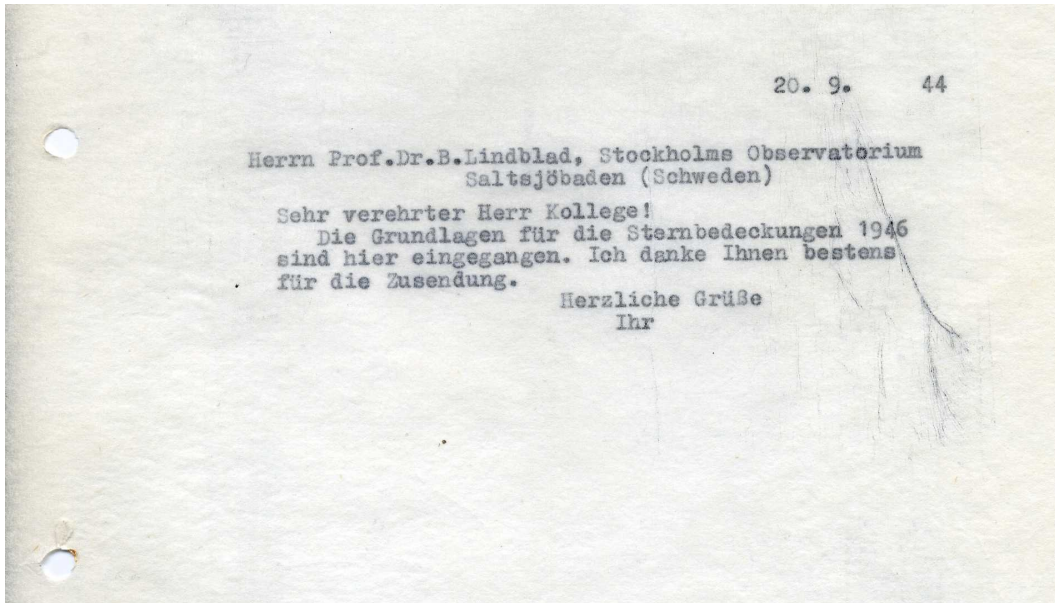 20. 9. 44
Herrn Prof.Dr.B.Lindblad, Stockholms Observatorium
Saltsjöbaden (Schweden)
Sehr verehrter Herr Kollege!
Die Grundlagen für die Sternbedeckungen 1946
sind hier eingegangen. Ich danke Ihnen bestens
für die Zusendung.
Herzliche Grüße
Ihr